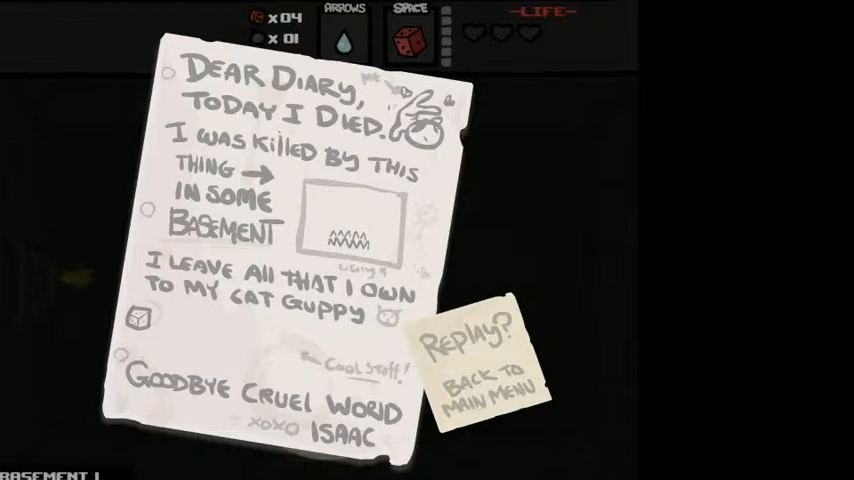 x04
x01
ARROWS
SPACE
-LIFE-
DEAR DIARY,
ME
TODAY I DIED.
I WAS KILLED BY THIS
THING →
IN SOME
BASEMENT
I LEAVE ALL THAT I OWN
TO MY CAT GUPPY
COOL STUFF!
GOODBYE CRUEL WORLD
XOXO ISAAC
REPLAY?
BACK TO
MAIN MENU
BASEMENT 1